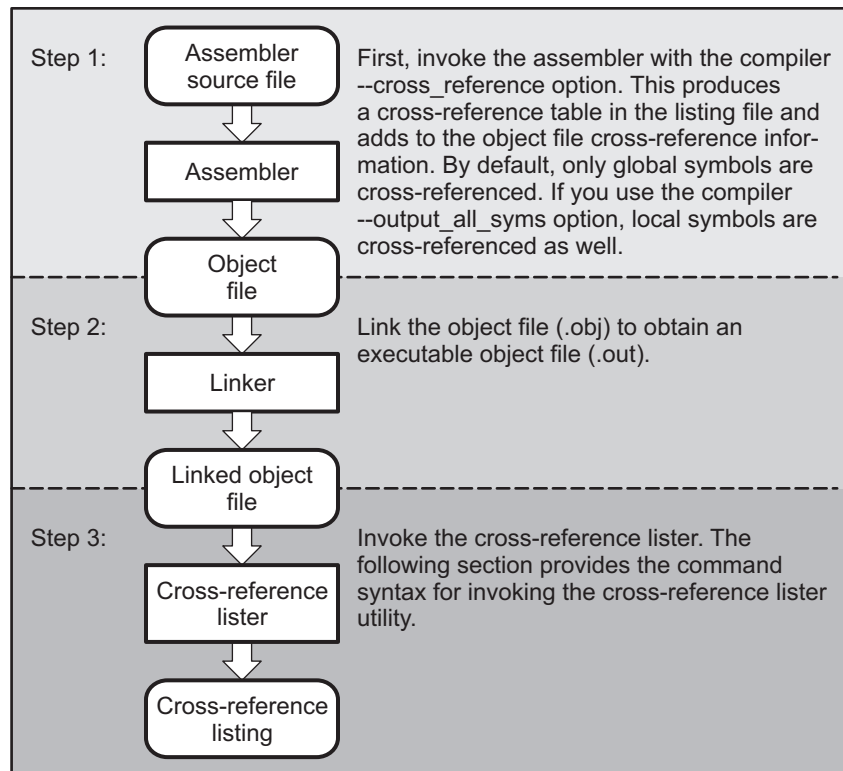 Step 1:
Assembler
source file
Assembler
Object
file
First, invoke the assembler with the compiler
--cross_reference option. This produces
a cross-reference table in the listing file and
adds to the object file cross-reference infor-
mation. By default, only global symbols are
cross-referenced. If you use the compiler
--output_all_syms option, local symbols are
cross-referenced as well.
Step 2:
Linker
Linked object
file
Link the object file (.obj) to obtain an
executable object file (.out).
Step 3:
Cross-reference
lister
Cross-reference
listing
Invoke the cross-reference lister. The
following section provides the command
syntax for invoking the cross-reference lister
utility.